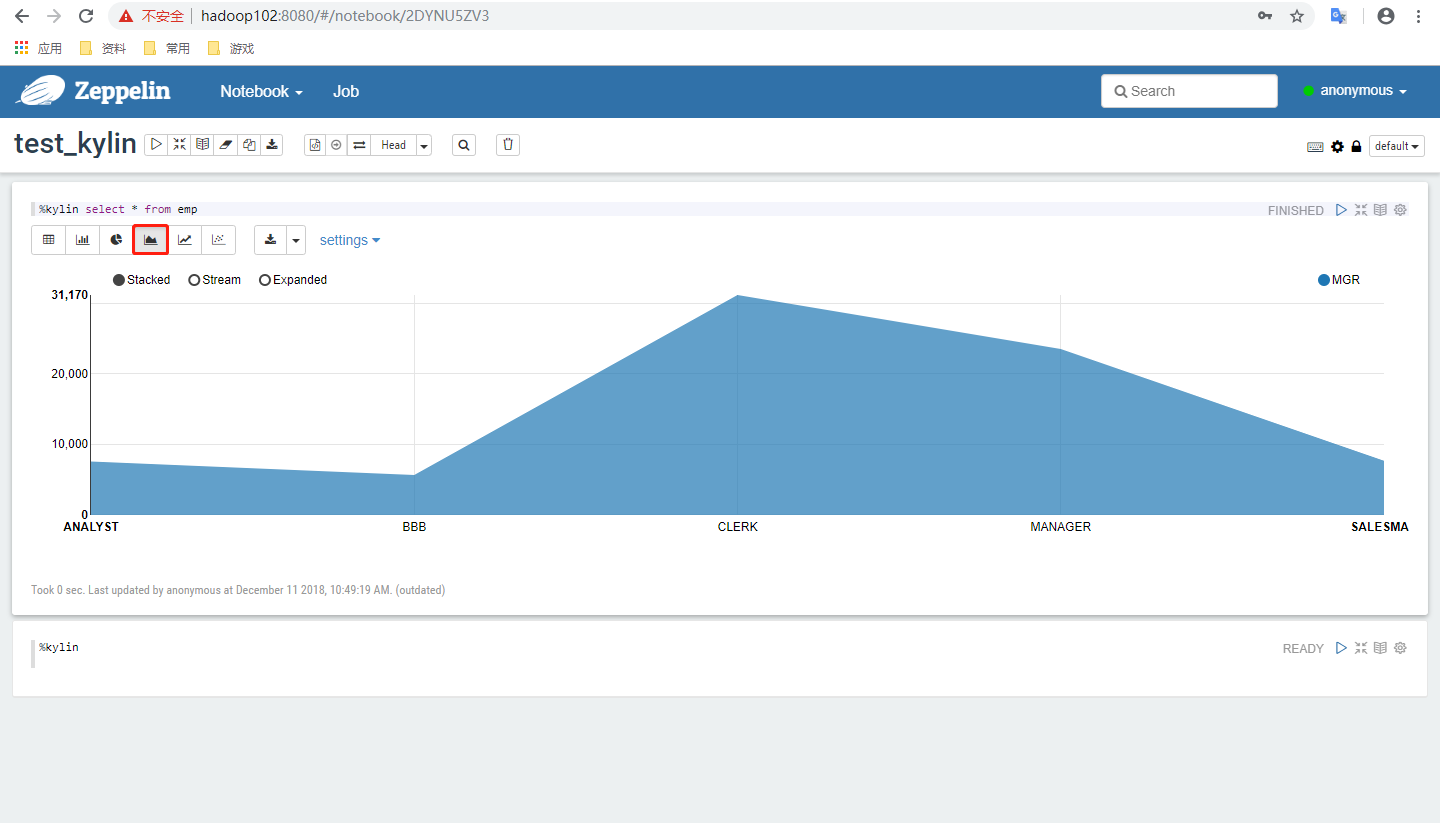 不安全 hadoop102:8080/#/notebook/2DYNU5ZV3
应用 资料 常用 游戏
Zeppelin Notebook Job Search anonymous
test_kylin Head default
%kylin select * from emp FINISHED
settings
Stacked Stream Expanded MGR
31,170
20,000
10,000
0
ANALYST BBB CLERK MANAGER SALESMA
Took 0 sec. Last updated by anonymous at December 11 2018, 10:49:19 AM. (outdated)
%kylin READY